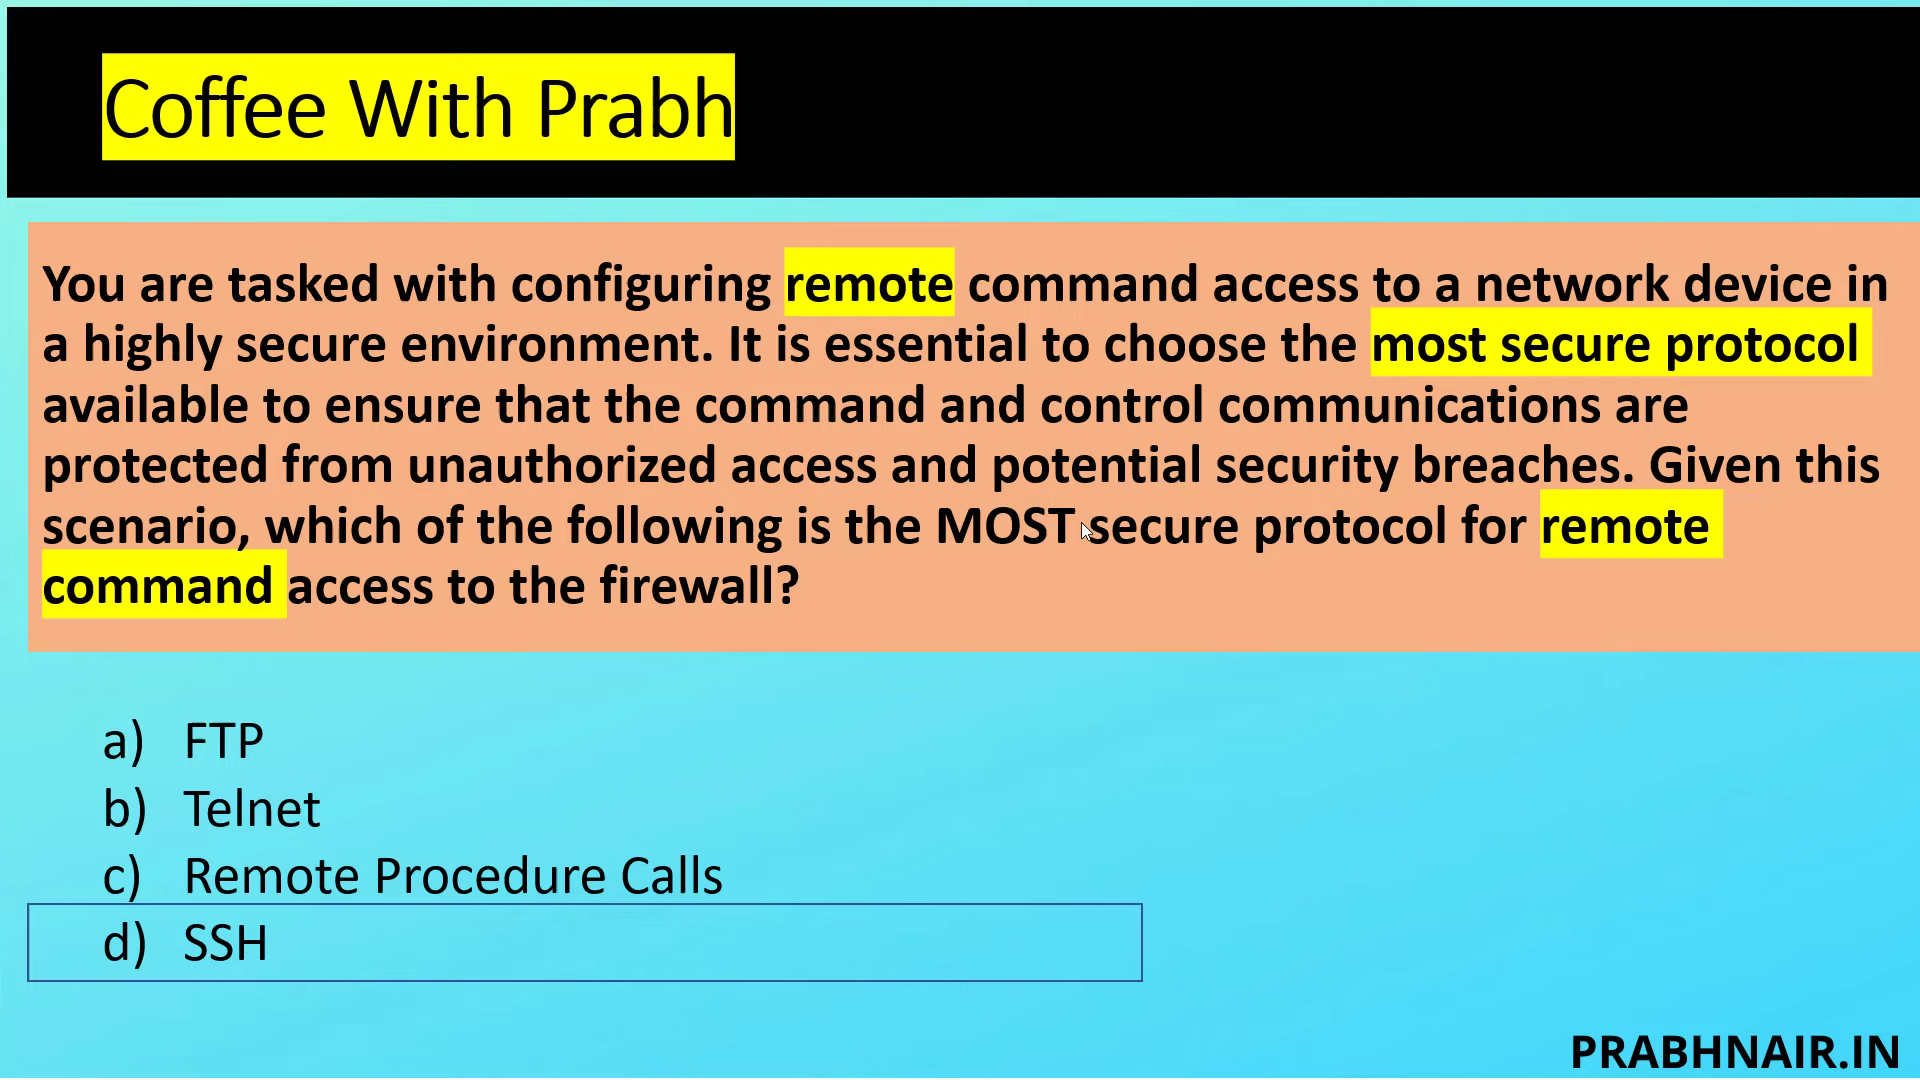 Coffee With Prabh
You are tasked with configuring remote command access to a network device in
a highly secure environment. It is essential to choose the most secure protocol
available to ensure that the command and control communications are
protected from unauthorized access and potential security breaches. Given this
scenario, which of the following is the MOST secure protocol for remote
command access to the firewall?
a) FTP
b) Telnet
c) Remote Procedure Calls
d) SSH
PRABHNAIR.IN